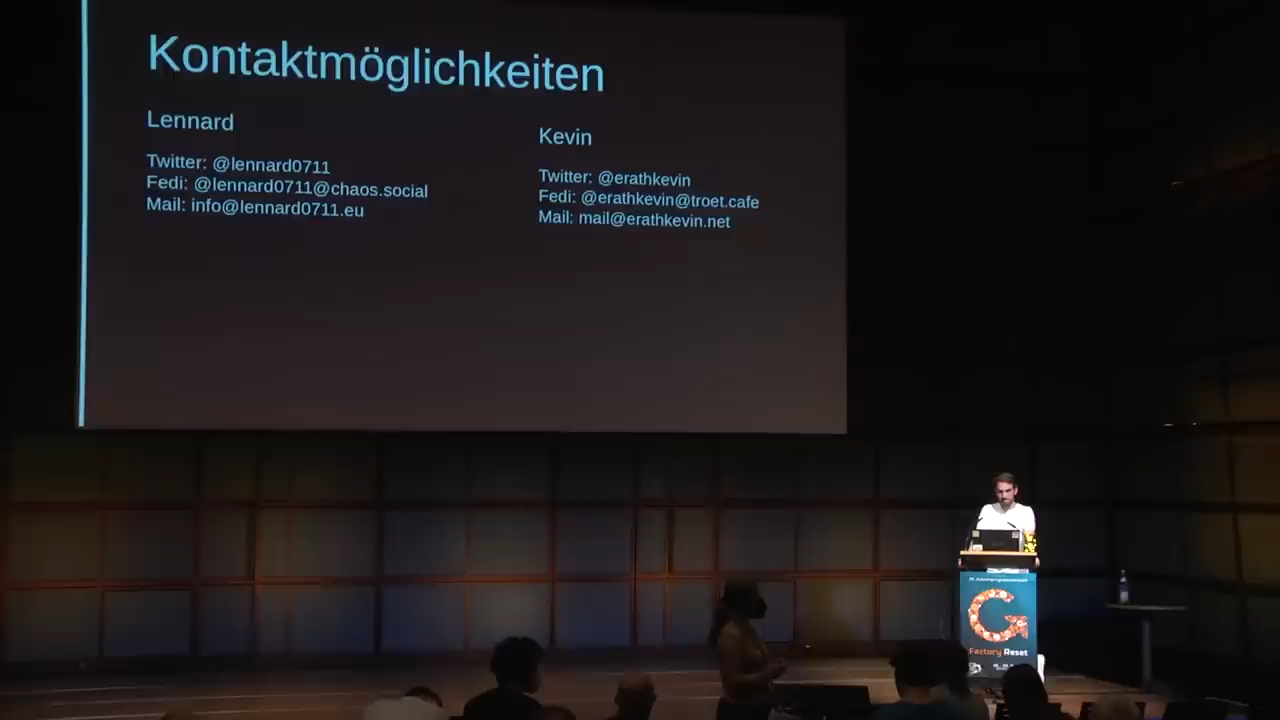 Kontaktmöglichkeiten
Lennard
Twitter: @lennard0711
Fedi: @lennard0711@chaos.social
Mail: info@lennard0711.eu
Kevin
Twitter: @erathkevin
Fedi: @erathkevin@troet.cafe
Mail: mail@erathkevin.net
Factory Reset